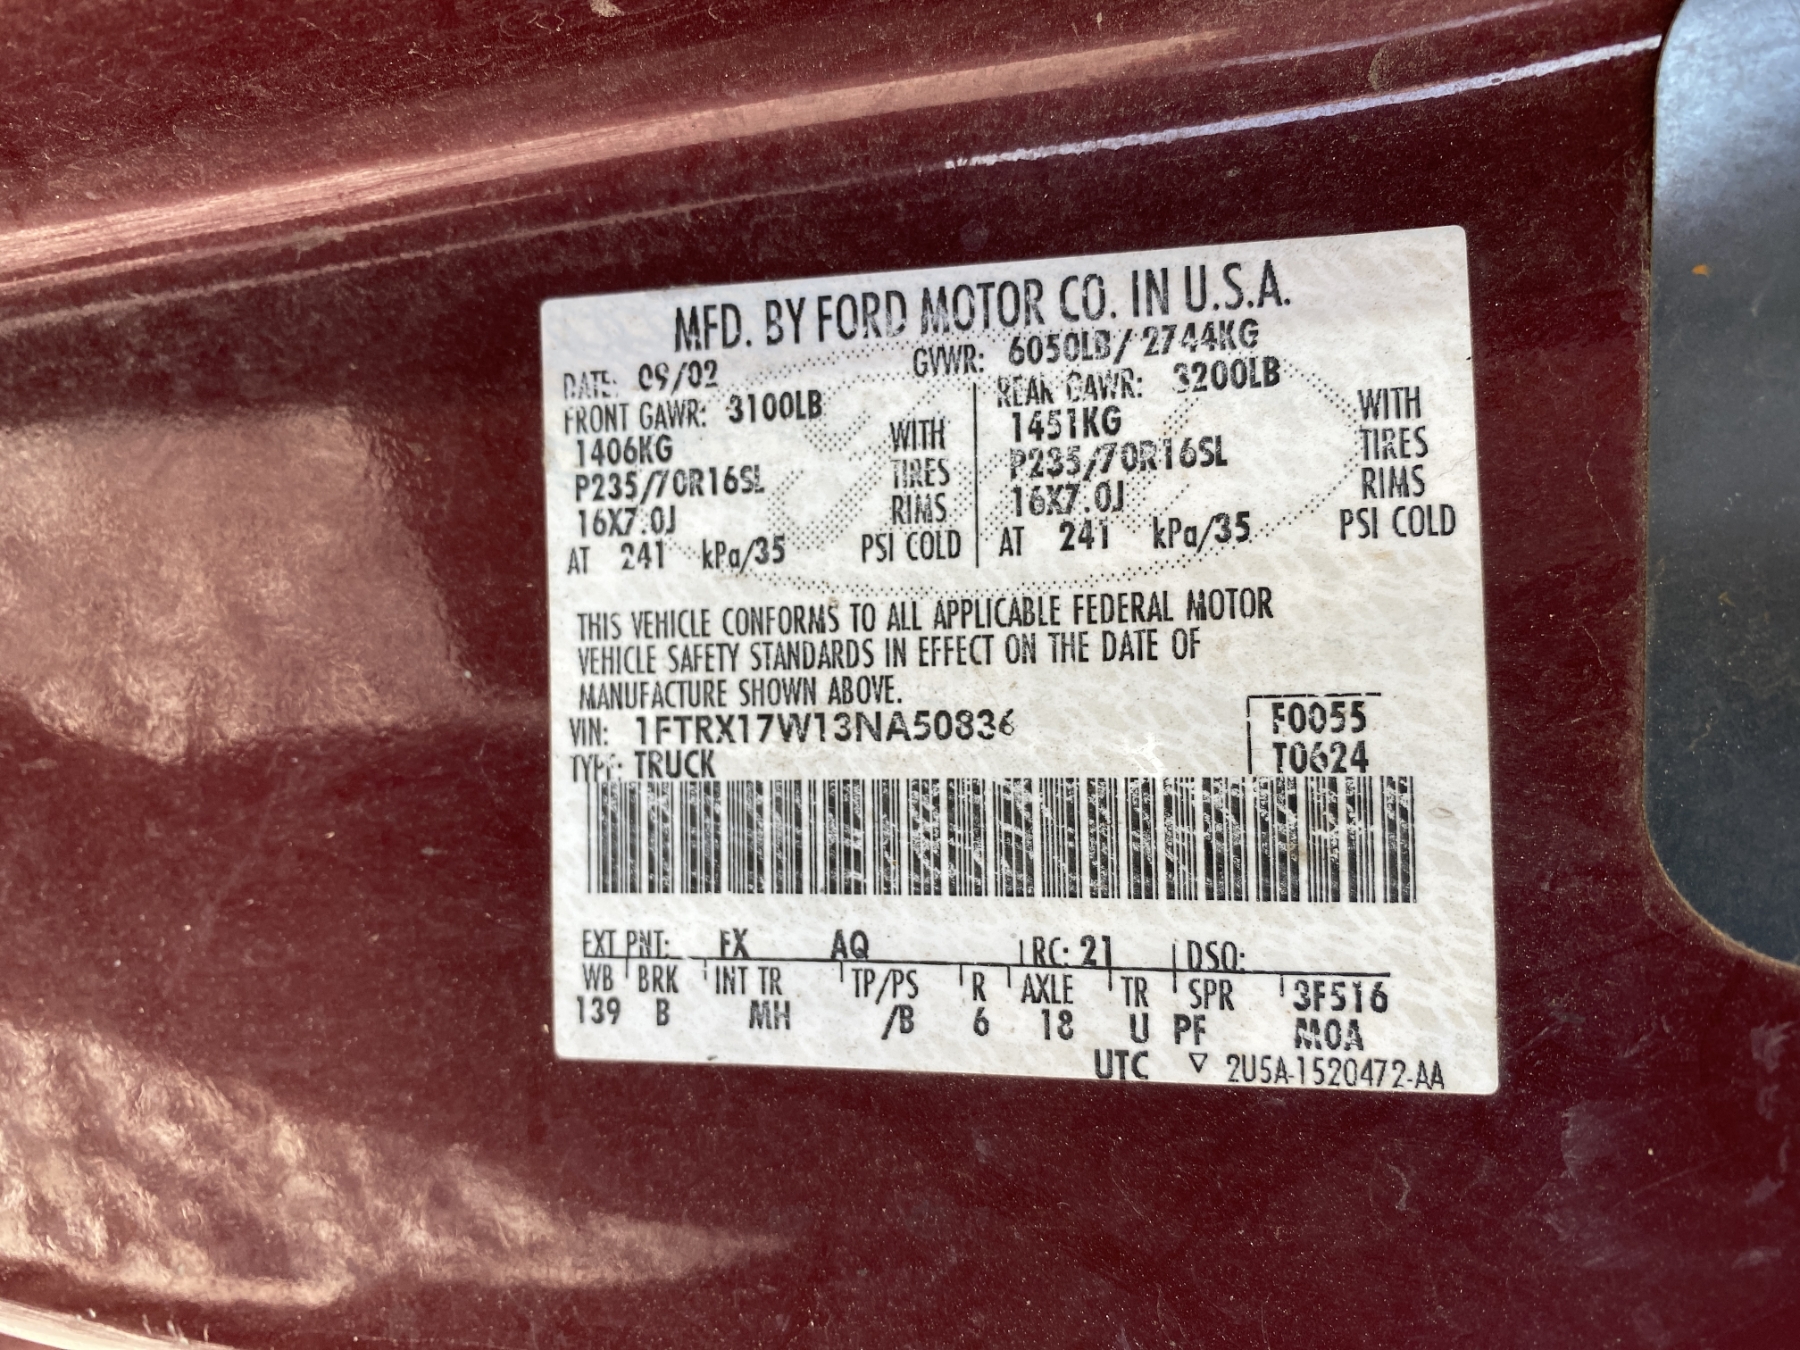 MFD. BY FORD MOTOR CO. IN U.S.A.
DATE: 09/02 GVWR: 6050LB/2744KG
FRONT GAWR: 3100LB REAR GAWR: 3200LB
1406KG WITH 1451KG WITH
P235/70R16SL TIRES P235/70R16SL TIRES
16X7.0J RIMS 16X7.0J RIMS
AT 241 kPa/35 PSI COLD AT 241 kPa/35 PSI COLD
THIS VEHICLE CONFORMS TO ALL APPLICABLE FEDERAL MOTOR
VEHICLE SAFETY STANDARDS IN EFFECT ON THE DATE OF
MANUFACTURE SHOWN ABOVE.
VIN: 1FTRX17W13NA50836 F0055
TYPE: TRUCK T0624
EXT PNT: FX AQ RC: 21 DSO:
WB BRK INT TR TP/PS R AXLE TR SPR 3F516
139 B MH /B 6 18 U PF M0A
UTC ▽ 2U5A-1520472-AA